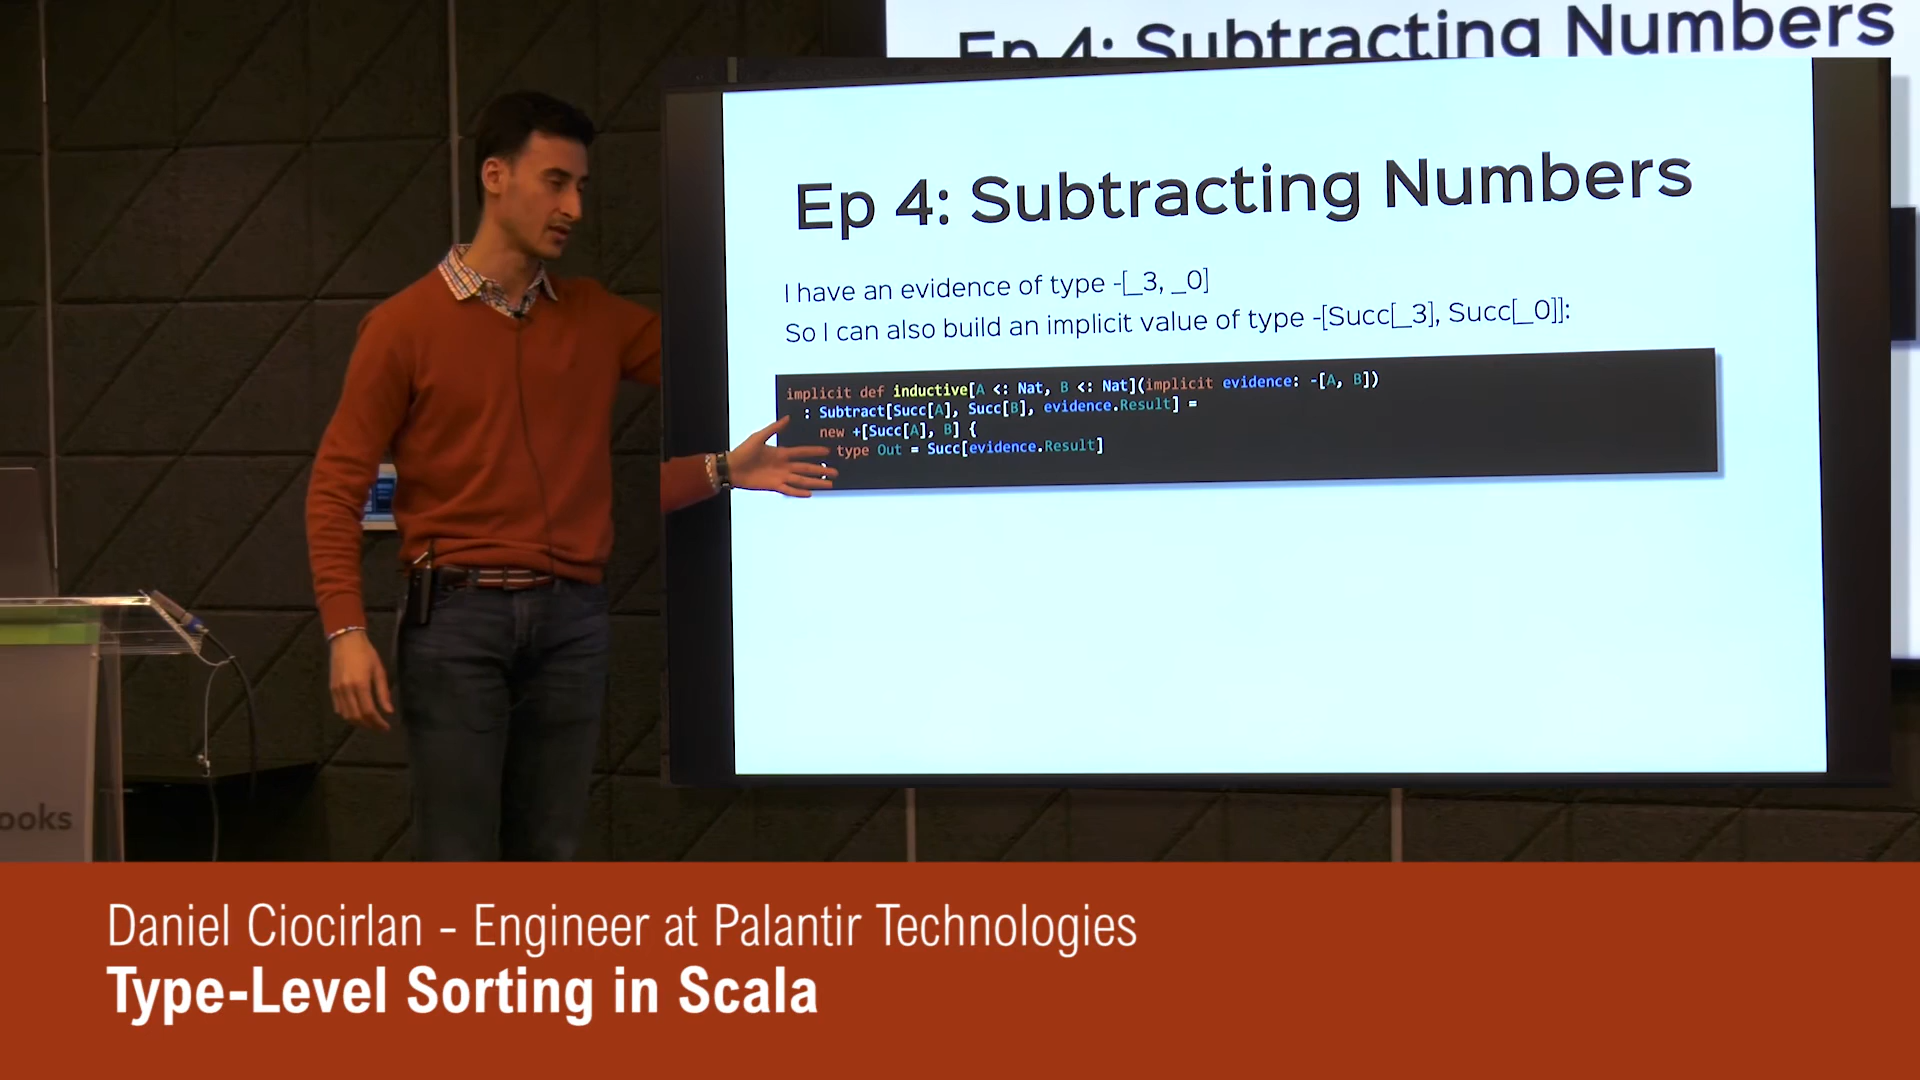 Ep 4: Subtracting Numbers
Ep 4: Subtracting Numbers
I have an evidence of type -[_3, _0]
So I can also build an implicit value of type -[Succ[_3], Succ[_0]]:
implicit def inductive[A <: Nat, B <: Nat](implicit evidence: -[A, B])
: Subtract[Succ[A], Succ[B], evidence.Result] =
new +[Succ[A], B] {
type Out = Succ[evidence.Result]
ooks
Daniel Ciocirlan - Engineer at Palantir Technologies
Type-Level Sorting in Scala